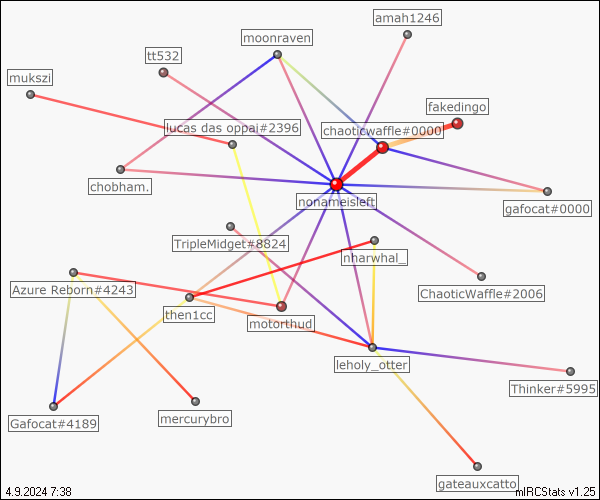 amah1246
moonraven
tt532
mukszi
fakedingo
lucas das oppai#2396
chaoticwaffle#0000
chobham.
nonameisleft
gafocat#0000
TripleMidget#8824
nharwhal_
Azure Reborn#4243
ChaoticWaffle#2006
then1cc
motorthud
leholy_otter
Thinker#5995
Gafocat#4189
mercurybro
gateauxcatto
4.9.2024 7:38
mIRCStats v1.25